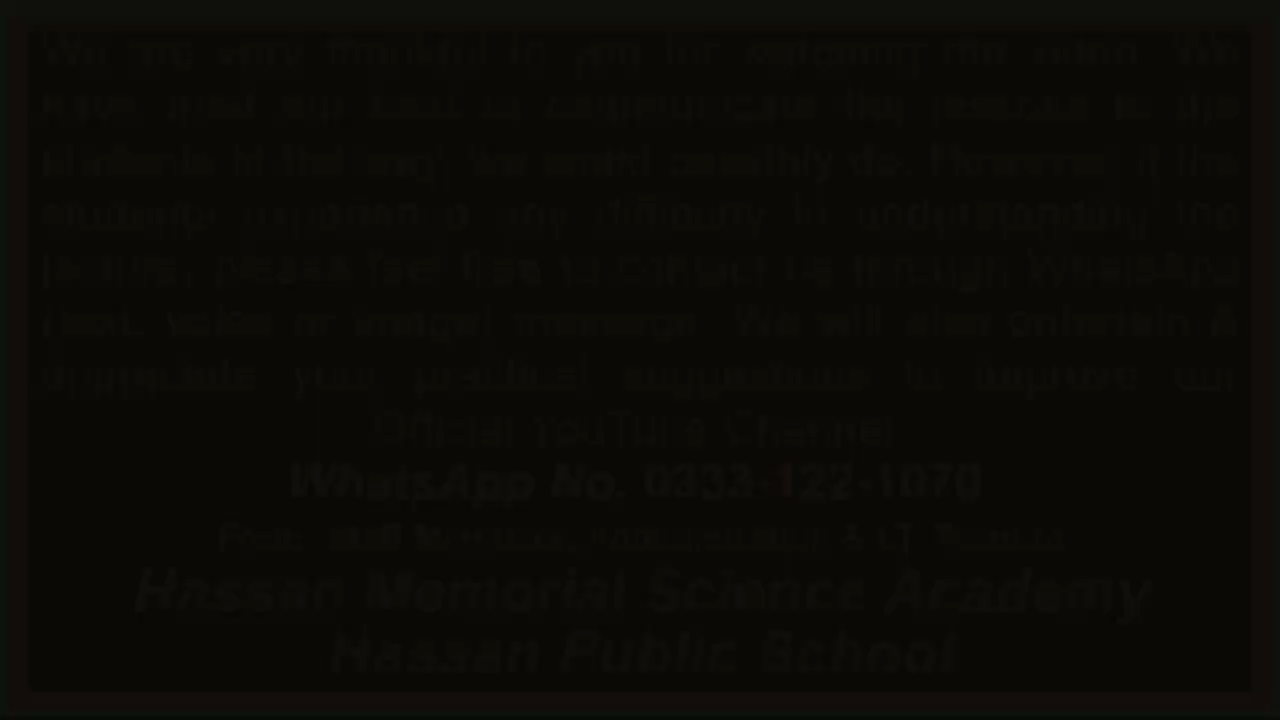 We are very thankful to you for watching the video. We
have tried our best to communicate the lessons to the
students in the way we could possibly do. However, if the
students experience any difficulty in understanding the
lecture, please feel free to contact us through WhatsApp
text, voice or image message. We will also entertain &
appreciate your practical suggestions to improve our
Official YouTube Channel
WhatsApp No. 0333-122-1070
From: Staff & I.T.
Hassan Memorial Science Academy
Hassan Public School